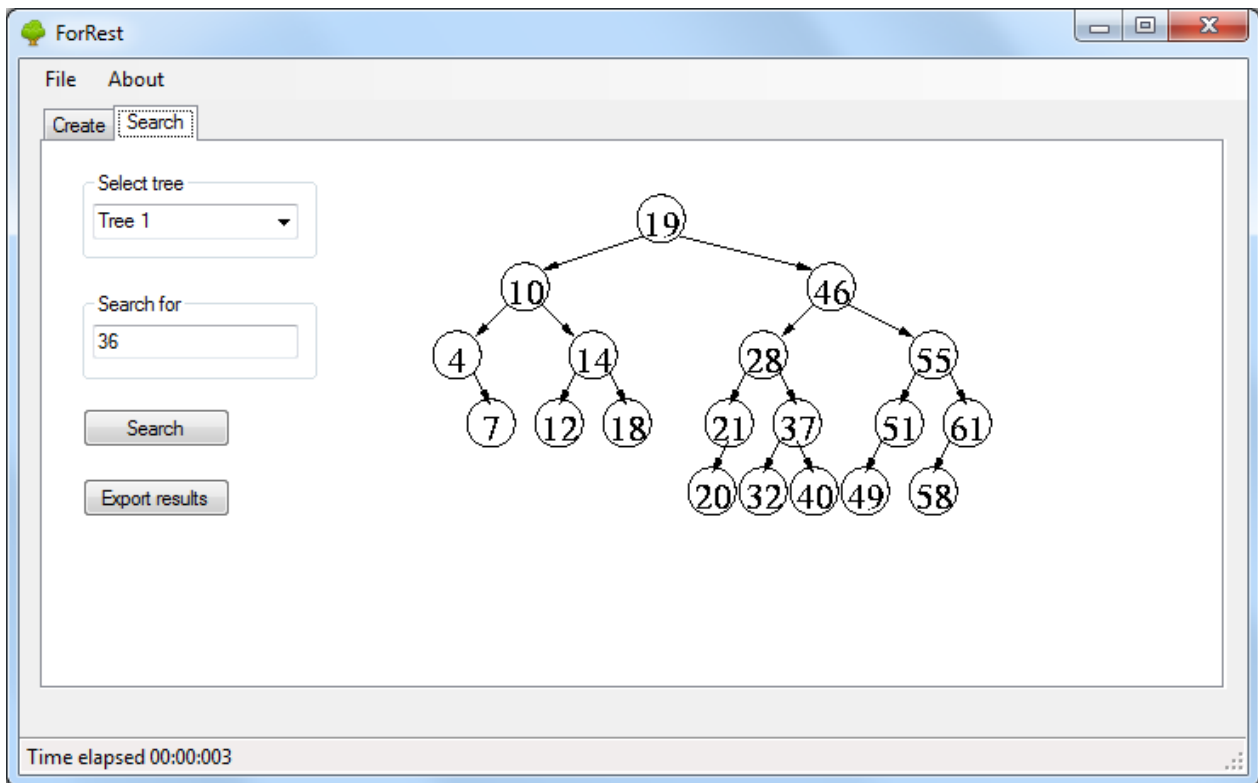 ForRest
File About
Create Search
Select tree
Tree 1
Search for
36
Search
Export results
19
10 46
4 14 28 55
7 12 18 21 37 51 61
20 32 40 49 58
Time elapsed 00:00:003